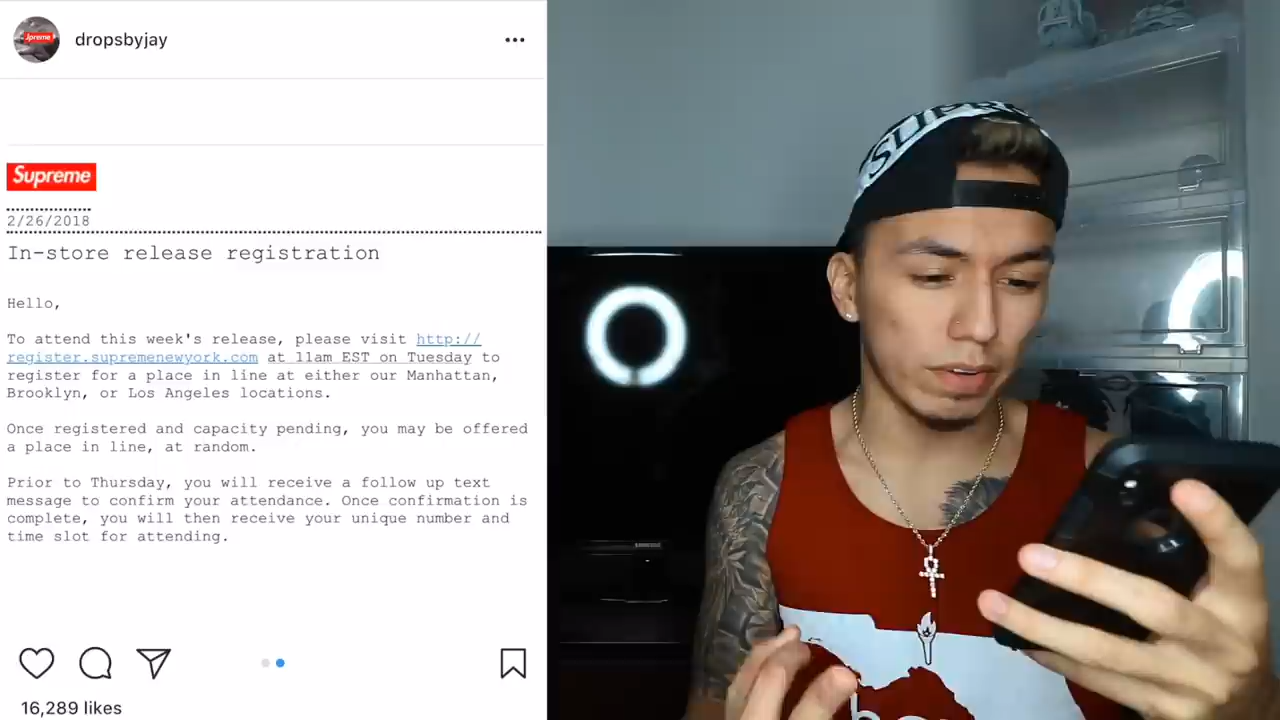 dropsbyjay
Jpreme
Supreme
2/26/2018
In-store release registration
Hello,
To attend this week's release, please visit http://
register.supremenewyork.com at 11am EST on Tuesday to
register for a place in line at either our Manhattan,
Brooklyn, or Los Angeles locations.
Once registered and capacity pending, you may be offered
a place in line, at random.
Prior to Thursday, you will receive a follow up text
message to confirm your attendance. Once confirmation is
complete, you will then receive your unique number and
time slot for attending.
16,289 likes